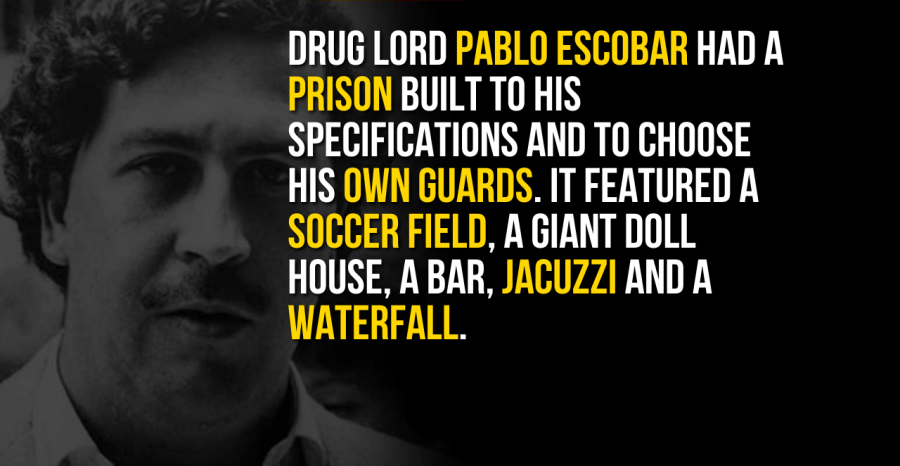 DRUG LORD PABLO ESCOBAR HAD A
PRISON BUILT TO HIS
SPECIFICATIONS AND TO CHOOSE
HIS OWN GUARDS. IT FEATURED A
SOCCER FIELD, A GIANT DOLL
HOUSE, A BAR, JACUZZI AND A
WATERFALL.